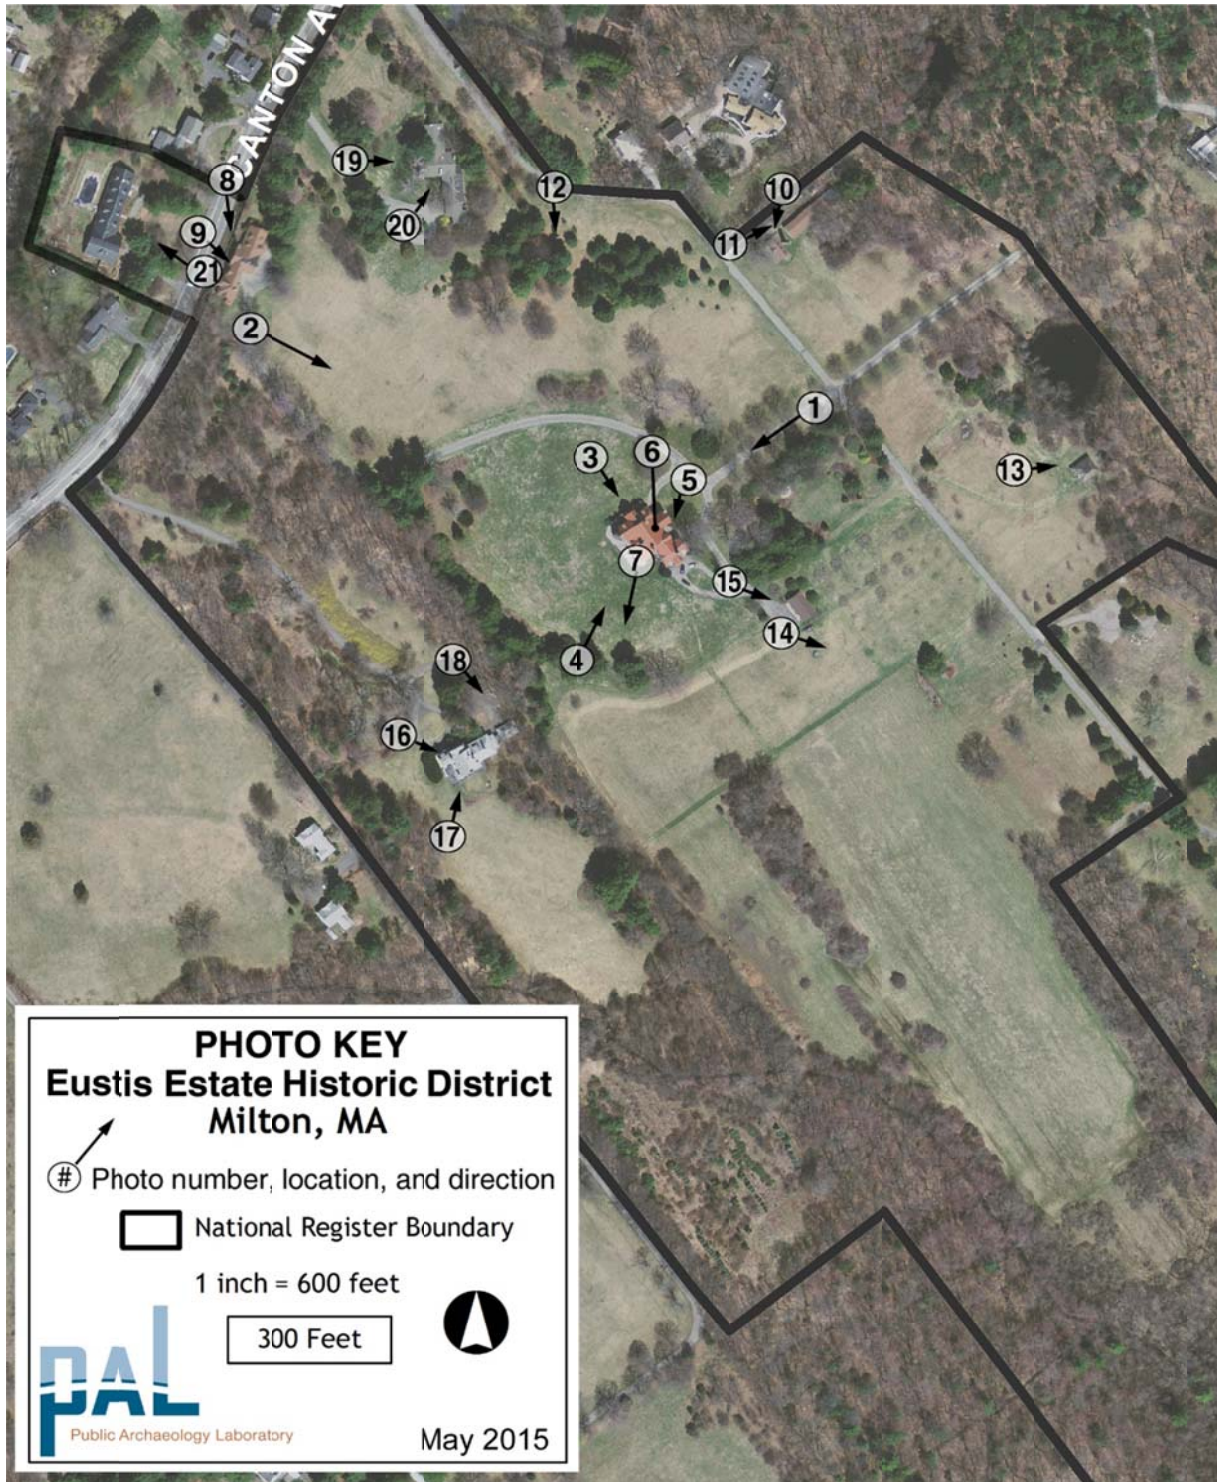 CANTON A
19
12
10
8
20
11
9
21
2
1
3
6
5
13
7
15
14
4
18
16
17
PHOTO KEY
Eustis Estate Historic District
Milton, MA
# Photo number, location, and direction
National Register Boundary
1 inch = 600 feet
300 Feet
PAL
Public Archaeology Laboratory
May 2015